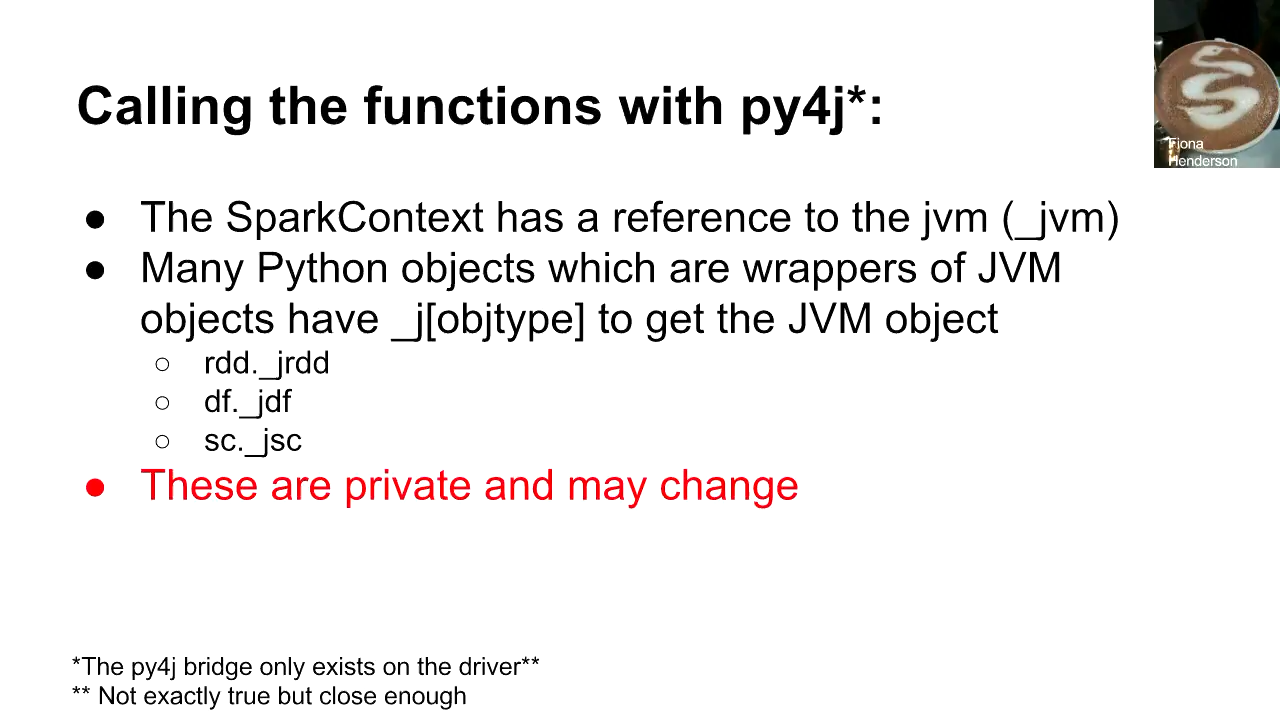 Calling the functions with py4j*:
Fiona
Henderson
● The SparkContext has a reference to the jvm (_jvm)
● Many Python objects which are wrappers of JVM
objects have _j[objtype] to get the JVM object
○ rdd._jrdd
○ df._jdf
○ sc._jsc
● These are private and may change
*The py4j bridge only exists on the driver**
** Not exactly true but close enough